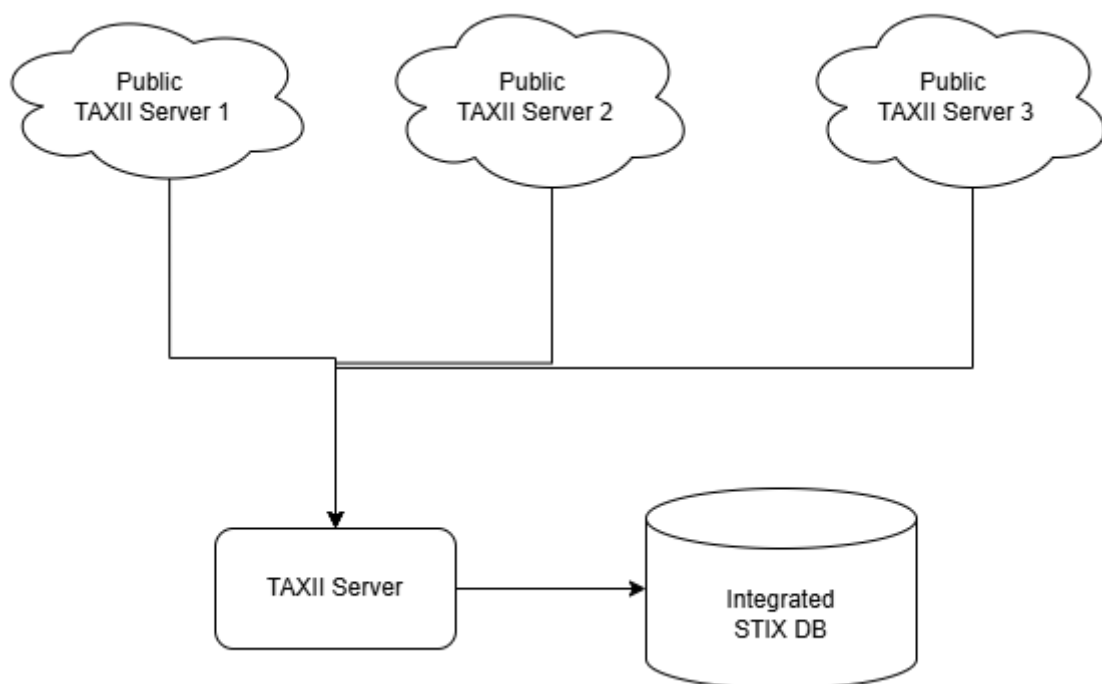 Public
TAXII Server 1
Public
TAXII Server 2
Public
TAXII Server 3
TAXII Server
Integrated
STIX DB